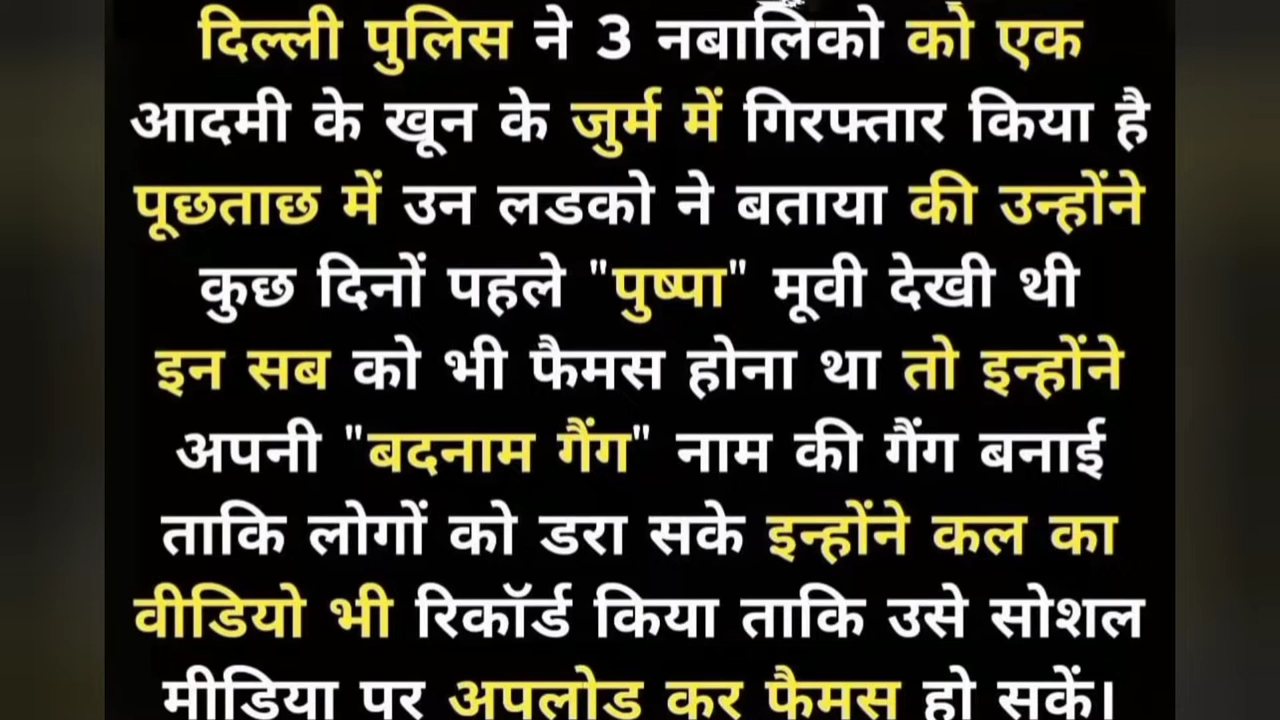 दिल्ली पुलिस ने 3 नबालिको को एक
आदमी के खून के जुर्म में गिरफ्तार किया है
पूछताछ में उन लडको ने बताया की उन्होंने
कुछ दिनों पहले "पुष्पा" मूवी देखी थी
इन सब को भी फैमस होना था तो इन्होंने
अपनी "बदनाम गैंग" नाम की गैंग बनाई
ताकि लोगों को डरा सके इन्होंने कल का
वीडियो भी रिकॉर्ड किया ताकि उसे सोशल
मीडिया पर अपलोड कर फैमस हो सकें।